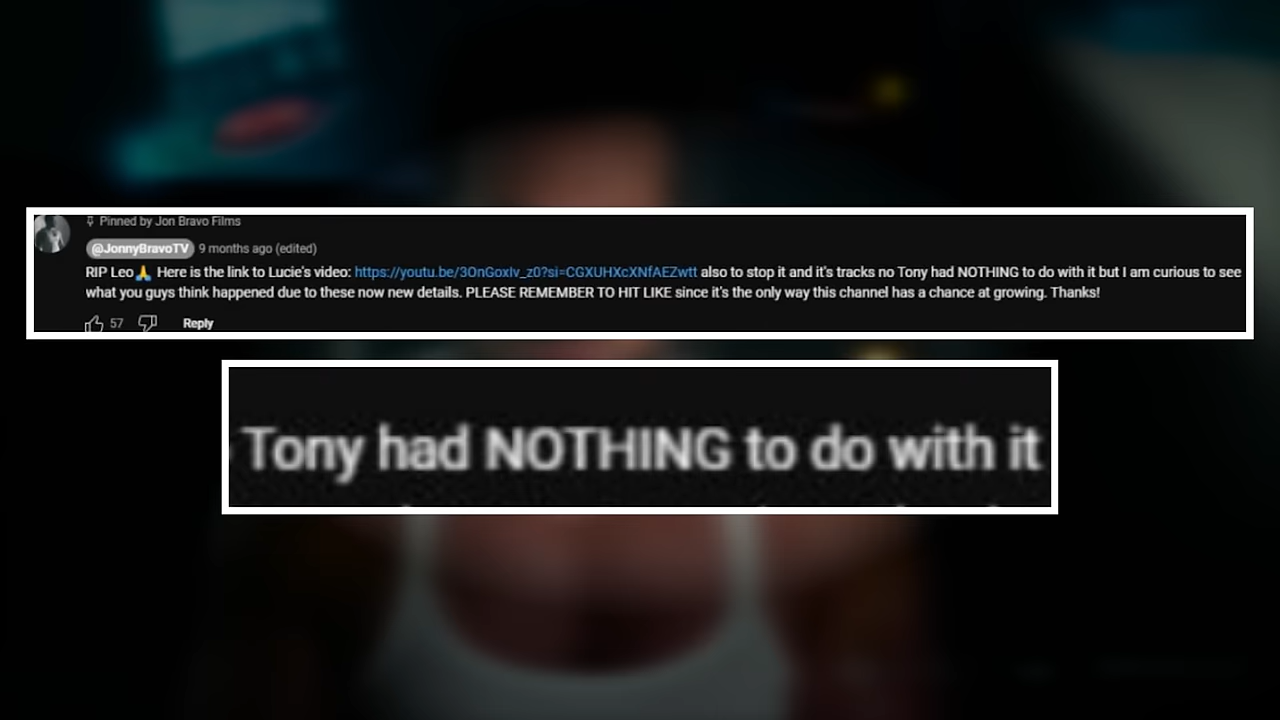 Pinned by Jon Bravo Films
@JonnyBravoTV 9 months ago (edited)
RIP Leo🙏 Here is the link to Lucie's video: https://youtu.be/3OnGoxIv_z0?si=CGXUHXcXNfAEZwtt also to stop it and it's tracks no Tony had NOTHING to do with it but I am curious to see
what you guys think happened due to these now new details. PLEASE REMEMBER TO HIT LIKE since it's the only way this channel has a chance at growing. Thanks!
57 Reply
Tony had NOTHING to do with it